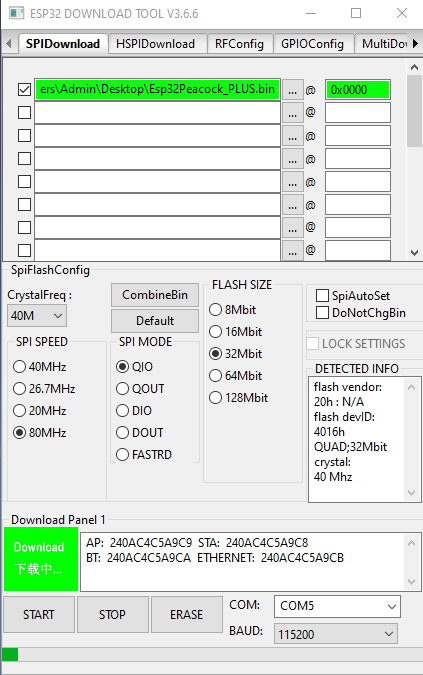 ESP32 DOWNLOAD TOOL V3.6.6
SPIDownload HSPIDownload RFConfig GPIOConfig MultiDow
ers\Admin\Desktop\Esp32Peacock_PLUS.bin ... @ 0x0000
... @
... @
... @
... @
... @
... @
... @
SpiFlashConfig
CrystalFreq :
40M
CombineBin
Default
SPI SPEED
40MHz
26.7MHz
20MHz
80MHz
SPI MODE
QIO
QOUT
DIO
DOUT
FASTRD
FLASH SIZE
8Mbit
16Mbit
32Mbit
64Mbit
128Mbit
SpiAutoSet
DoNotChgBin
LOCK SETTINGS
DETECTED INFO
flash vendor:
20h : N/A
flash devID:
4016h
QUAD;32Mbit
crystal:
40 Mhz
Download Panel 1
Download
下载中...
AP: 240AC4C5A9C9 STA: 240AC4C5A9C8
BT: 240AC4C5A9CA ETHERNET: 240AC4C5A9CB
START STOP ERASE
COM: COM5
BAUD: 115200